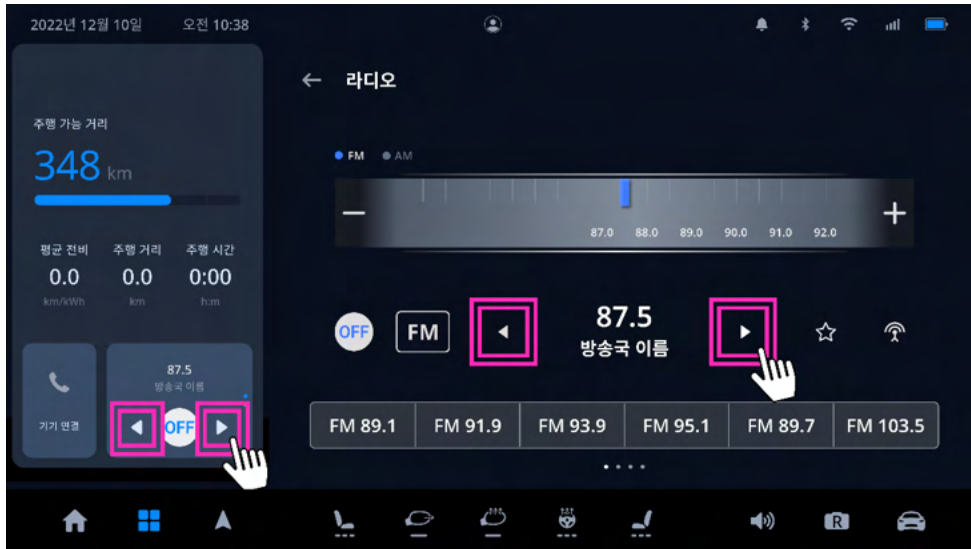 2022년 12월 10일 오전 10:38
라디오
주행 가능 거리
348 km
FM AM
87.0 88.0 89.0 90.0 91.0 92.0
평균 전비 주행 거리 주행 시간
0.0 0.0 0:00
km/kWh km h:m
OFF FM 87.5
방송국 이름
87.5
방송국 이름
기기 연결 OFF
FM 89.1 FM 91.9 FM 93.9 FM 95.1 FM 89.7 FM 103.5
R